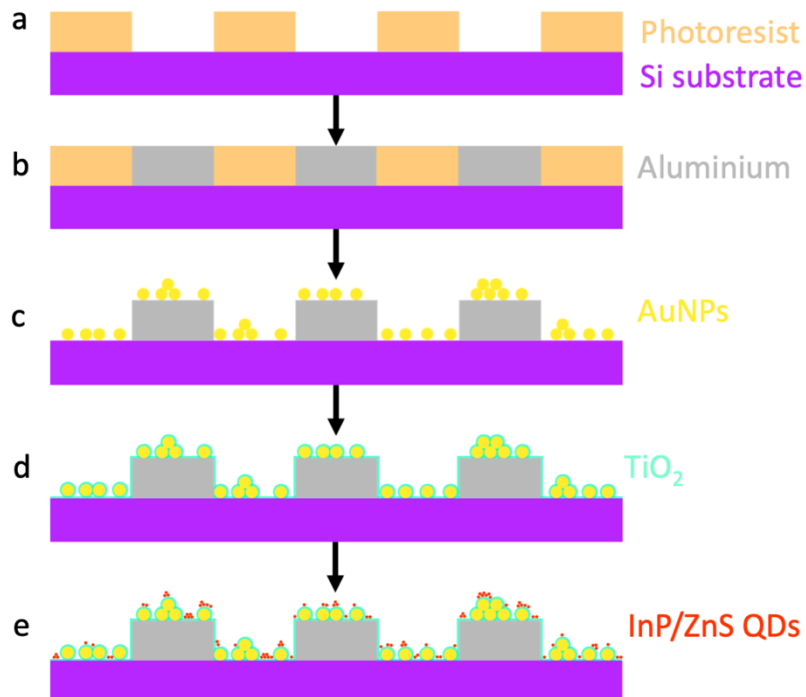 a
Photoresist
Si substrate
b
Aluminium
c
AuNPs
d
TiO₂
e
InP/ZnS QDs